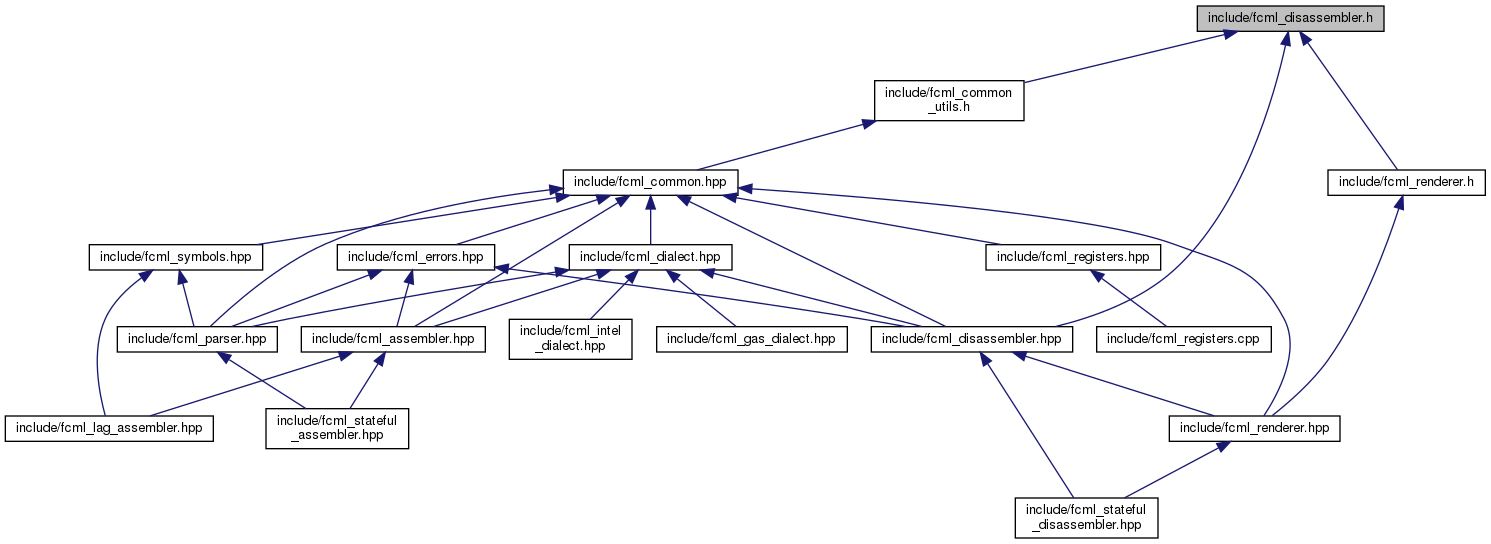 include/fcml_disassembler.h
include/fcml_common
_utils.h
include/fcml_common.hpp
include/fcml_renderer.h
include/fcml_symbols.hpp
include/fcml_errors.hpp
include/fcml_dialect.hpp
include/fcml_registers.hpp
include/fcml_parser.hpp
include/fcml_assembler.hpp
include/fcml_intel
_dialect.hpp
include/fcml_gas_dialect.hpp
include/fcml_disassembler.hpp
include/fcml_registers.cpp
include/fcml_lag_assembler.hpp
include/fcml_stateful
_assembler.hpp
include/fcml_renderer.hpp
include/fcml_stateful
_disassembler.hpp